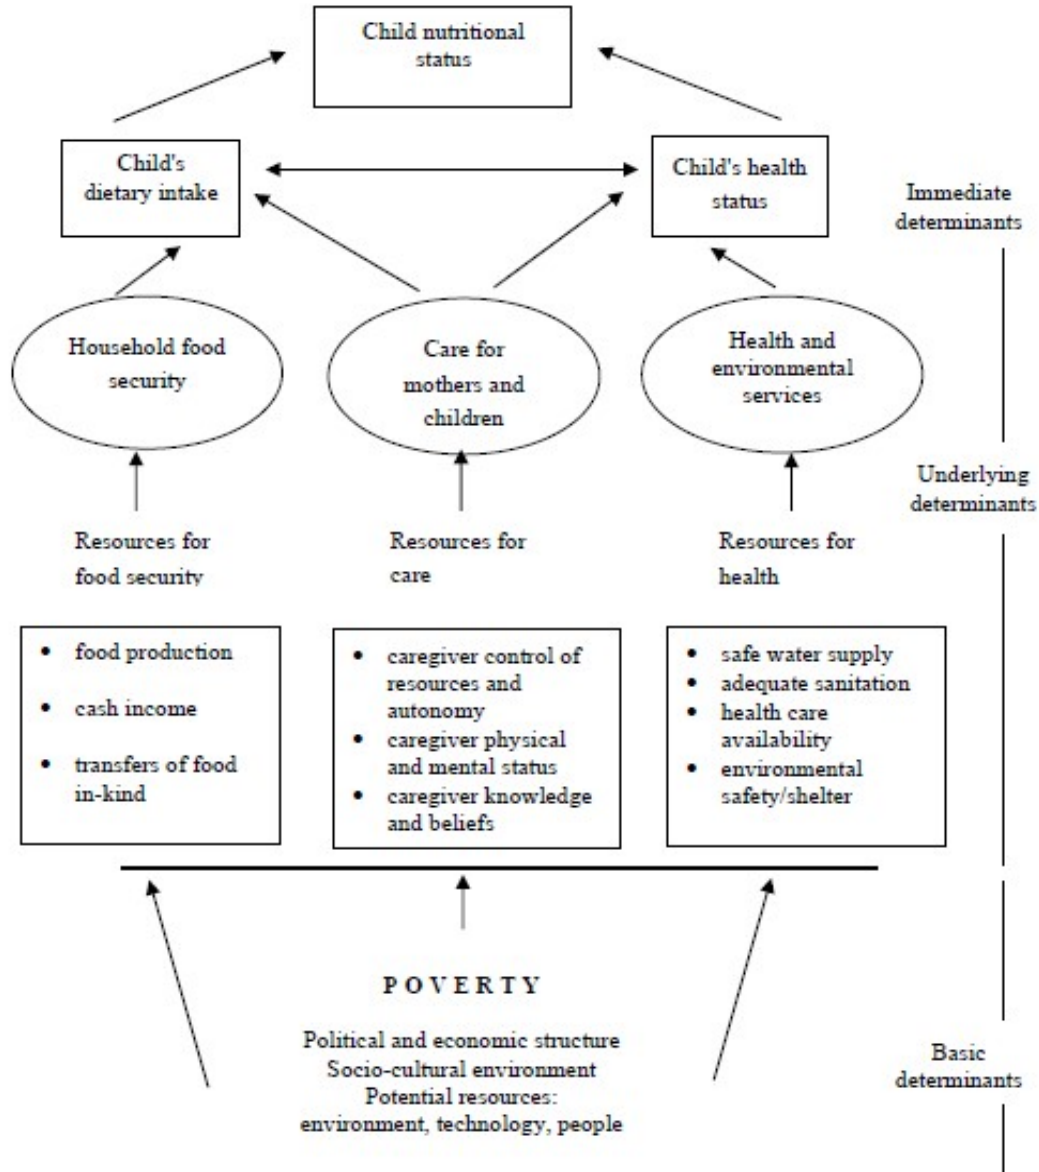 Child nutritional
status
Child's
dietary intake
Child's health
status
Immediate
determinants
Household food
security
Care for
mothers and
children
Health and
environmental
services
Underlying
determinants
Resources for
food security
Resources for
care
Resources for
health
• food production
• cash income
• transfers of food
in-kind
• caregiver control of
resources and
autonomy
• caregiver physical
and mental status
• caregiver knowledge
and beliefs
• safe water supply
• adequate sanitation
• health care
availability
• environmental
safety/shelter
P O V E R T Y
Political and economic structure
Socio-cultural environment
Potential resources:
environment, technology, people
Basic
determinants